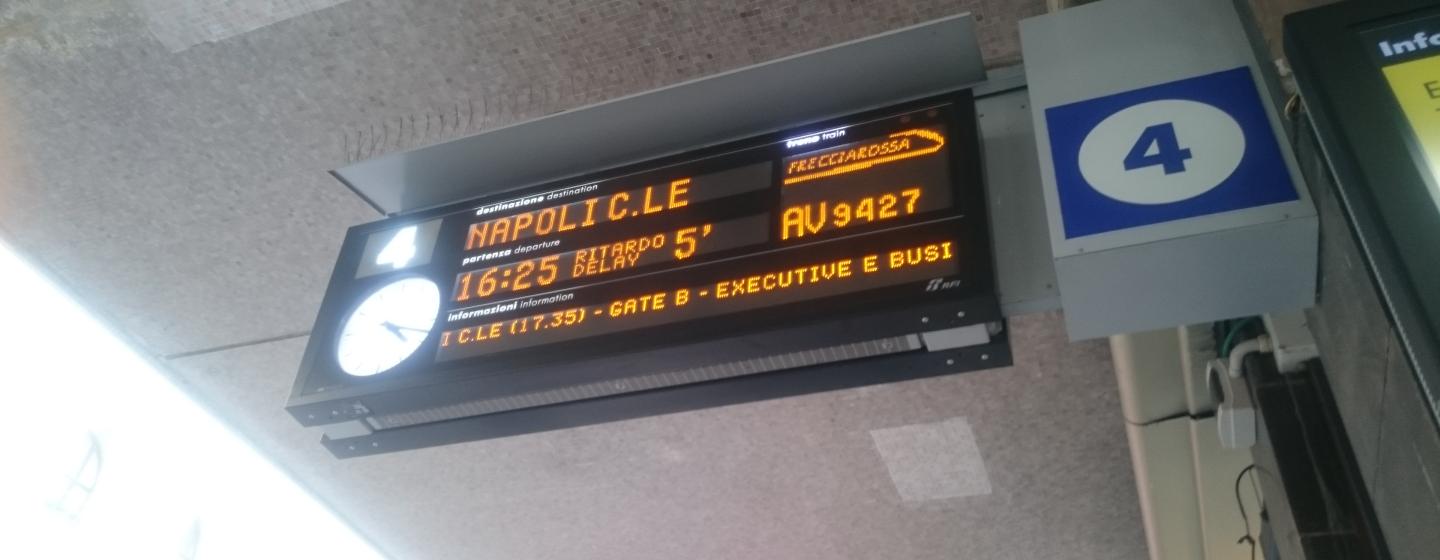 4
destinazione destination
NAPOLI C.LE
treno train
FRECCIAROSSA
AV 9427
partenza departure
16:25 RITARDO DELAY 5'
informazioni information
I C.LE (17.35) - GATE B - EXECUTIVE E BUSI
RFI
4
Info